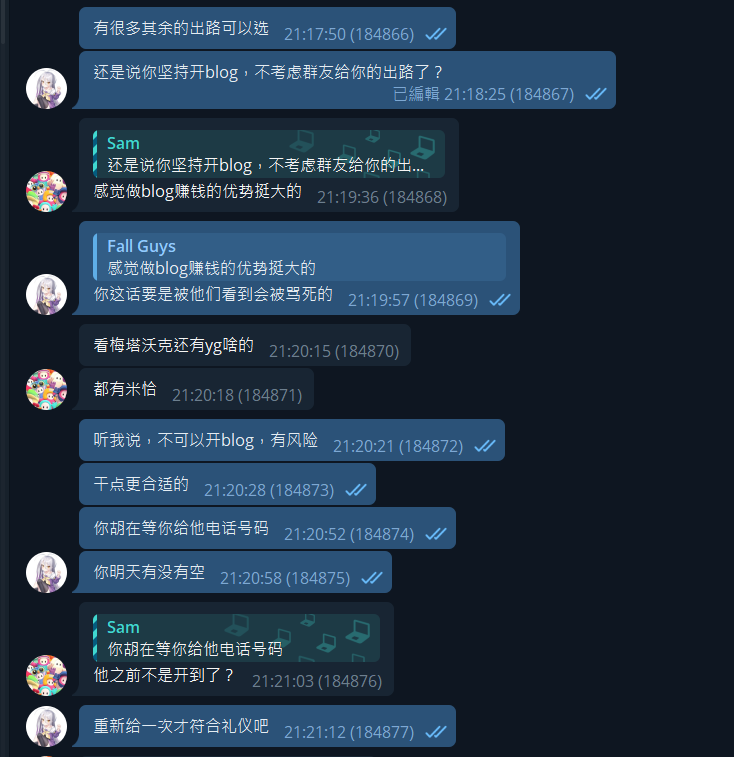 有很多其余的出路可以选 21:17:50 (184866)
还是说你坚持开blog，不考虑群友给你的出路了？
已編輯 21:18:25 (184867)
Sam
还是说你坚持开blog，不考虑群友给你的出...
感觉做blog赚钱的优势挺大的 21:19:36 (184868)
Fall Guys
感觉做blog赚钱的优势挺大的
你这话要是被他们看到会被骂死的 21:19:57 (184869)
看梅塔沃克还有yg啥的 21:20:15 (184870)
都有米恰 21:20:18 (184871)
听我说，不可以开blog，有风险 21:20:21 (184872)
干点更合适的 21:20:28 (184873)
你胡在等你给他电话号码 21:20:52 (184874)
你明天有没有空 21:20:58 (184875)
Sam
你胡在等你给他电话号码
他之前不是开到了？ 21:21:03 (184876)
重新给一次才符合礼仪吧 21:21:12 (184877)